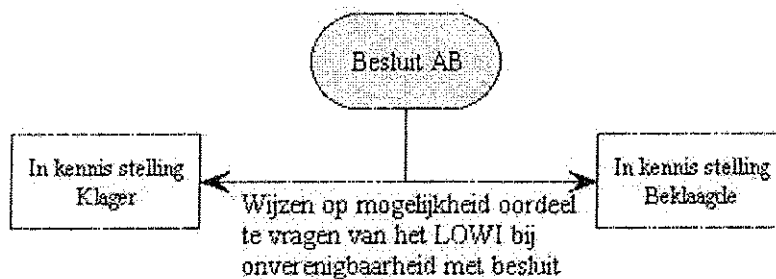 Besluit AB
In kennis stelling
Klager
In kennis stelling
Beklaagde
Wijzen op mogelijkheid oordeel
te vragen van het LOWI bij
onverenigbaarheid met besluit